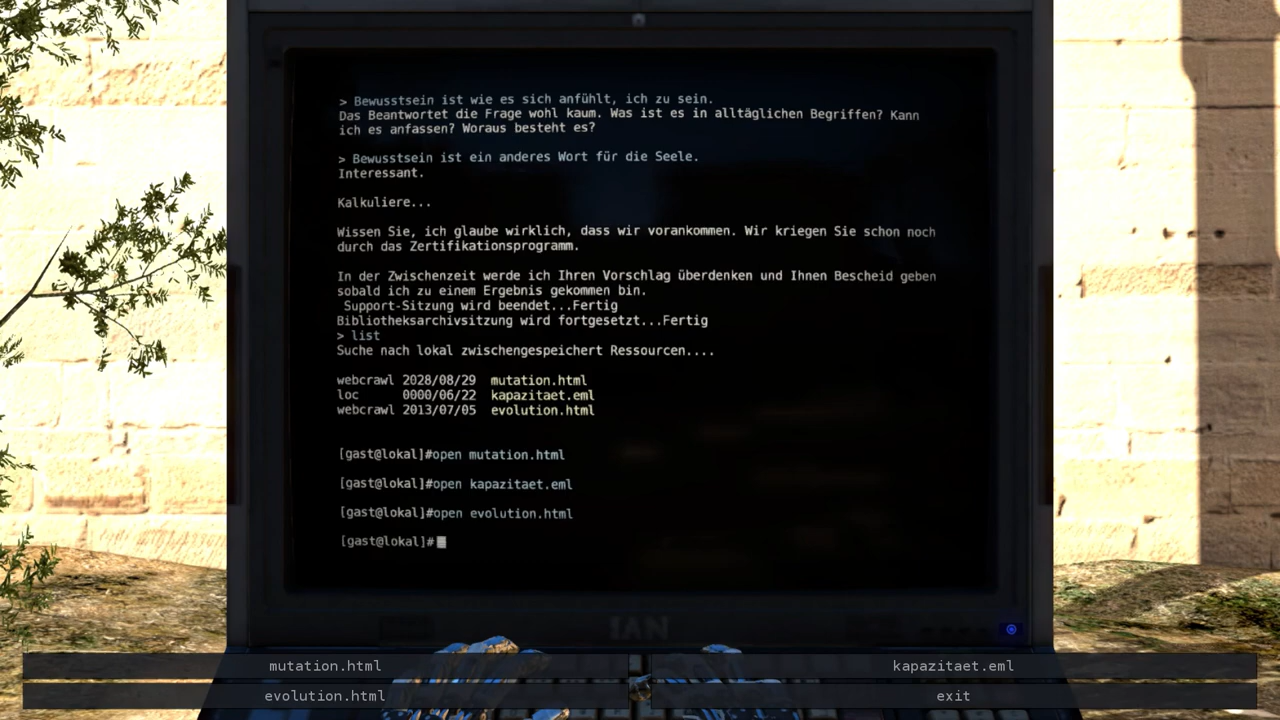 > Bewusstsein ist wie es sich anfühlt, ich zu sein.
Das Beantwortet die Frage wohl kaum. Was ist es in alltäglichen Begriffen? Kann
ich es anfassen? Woraus besteht es?
> Bewusstsein ist ein anderes Wort für die Seele.
Interessant.
Kalkuliere...
Wissen Sie, ich glaube wirklich, dass wir vorankommen. Wir kriegen Sie schon noch
durch das Zertifikationsprogramm.
In der Zwischenzeit werde ich Ihren Vorschlag überdenken und Ihnen Bescheid geben
sobald ich zu einem Ergebnis gekommen bin.
Support-Sitzung wird beendet...Fertig
Bibliotheksarchivsitzung wird fortgesetzt...Fertig
> list
Suche nach lokal zwischengespeichert Ressourcen....
webcrawl 2028/08/29 mutation.html
loc 0000/06/22 kapazitaet.eml
webcrawl 2013/07/05 evolution.html
[gast@lokal]#open mutation.html
[gast@lokal]#open kapazitaet.eml
[gast@lokal]#open evolution.html
[gast@lokal]#
IAN
mutation.html
kapazitaet.eml
evolution.html
exit